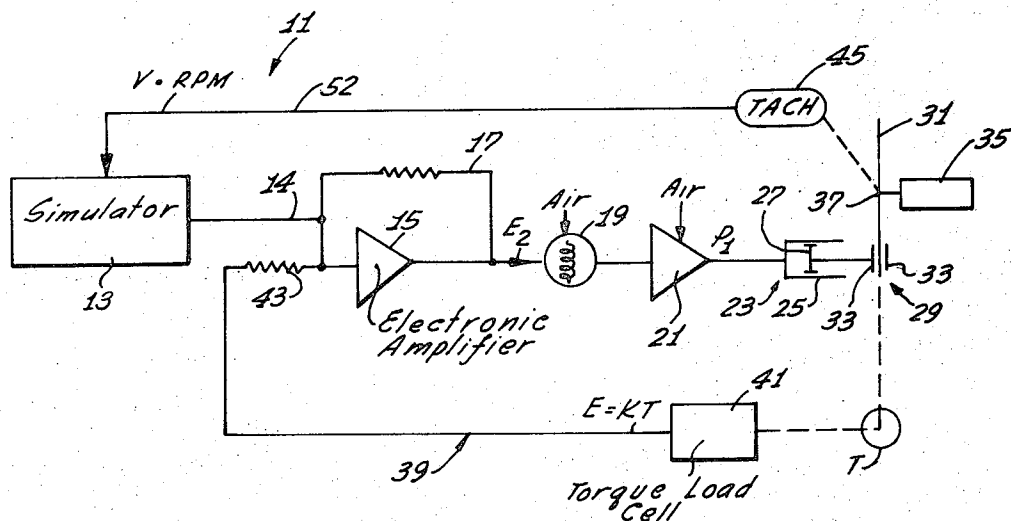 11
45
V • RPM
52
TACH
31
35
17
Simulator
14
15
Air
19
Air
37
E2
P1
27
33
13
43
23
25
33
29
21
Electronic
Amplifier
41
E=KT
39
T
Torque Load
Cell